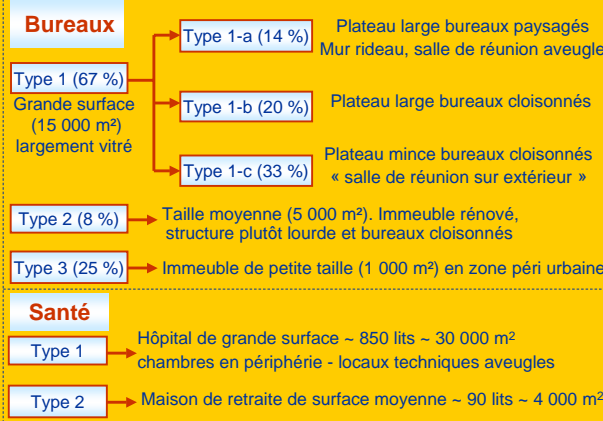 Bureaux
Type 1 (67 %)
Grande surface
(15 000 m²)
largement vitré
Type 1-a (14 %)
Plateau large bureaux paysagés
Mur rideau, salle de réunion aveugle
Type 1-b (20 %)
Plateau large bureaux cloisonnés
Type 1-c (33 %)
Plateau mince bureaux cloisonnés
« salle de réunion sur extérieur »
Type 2 (8 %)
Taille moyenne (5 000 m²). Immeuble rénové,
structure plutôt lourde et bureaux cloisonnés
Type 3 (25 %)
Immeuble de petite taille (1 000 m²) en zone péri urbaine
Santé
Type 1
Hôpital de grande surface ~ 850 lits ~ 30 000 m²
chambres en périphérie - locaux techniques aveugles
Type 2
Maison de retraite de surface moyenne ~ 90 lits ~ 4 000 m²